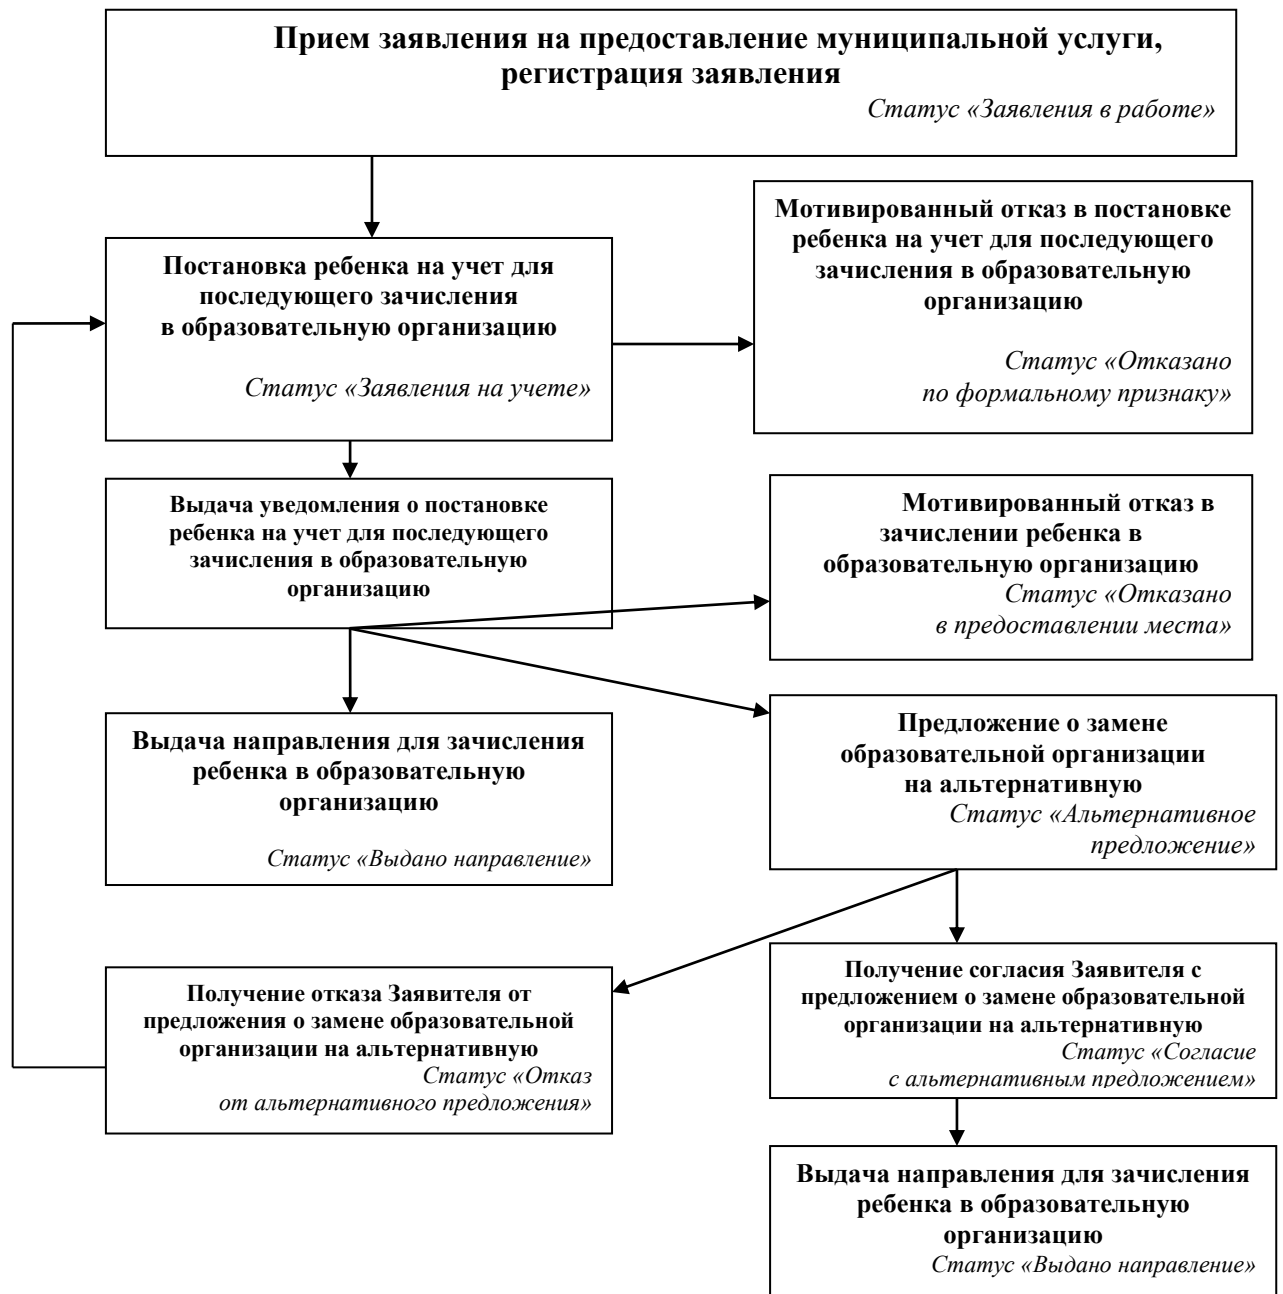 Прием заявления на предоставление муниципальной услуги,
регистрация заявления
Статус «Заявления в работе»
Мотивированный отказ в постановке
ребенка на учет для последующего
зачисления в образовательную
организацию
Статус «Отказано
по формальному признаку»
Постановка ребенка на учет для
последующего зачисления
в образовательную организацию
Статус «Заявления на учете»
Выдача уведомления о постановке
ребенка на учет для последующего
зачисления в образовательную
организацию
Мотивированный отказ в
зачислении ребенка в
образовательную организацию
Статус «Отказано
в предоставлении места»
Выдача направления для зачисления
ребенка в образовательную
организацию
Статус «Выдано направление»
Предложение о замене
образовательной организации
на альтернативную
Статус «Альтернативное
предложение»
Получение отказа Заявителя от
предложения о замене образовательной
организации на альтернативную
Статус «Отказ
от альтернативного предложения»
Получение согласия Заявителя с
предложением о замене образовательной
организации на альтернативную
Статус «Согласие
с альтернативным предложением»
Выдача направления для зачисления
ребенка в образовательную
организацию
Статус «Выдано направление»